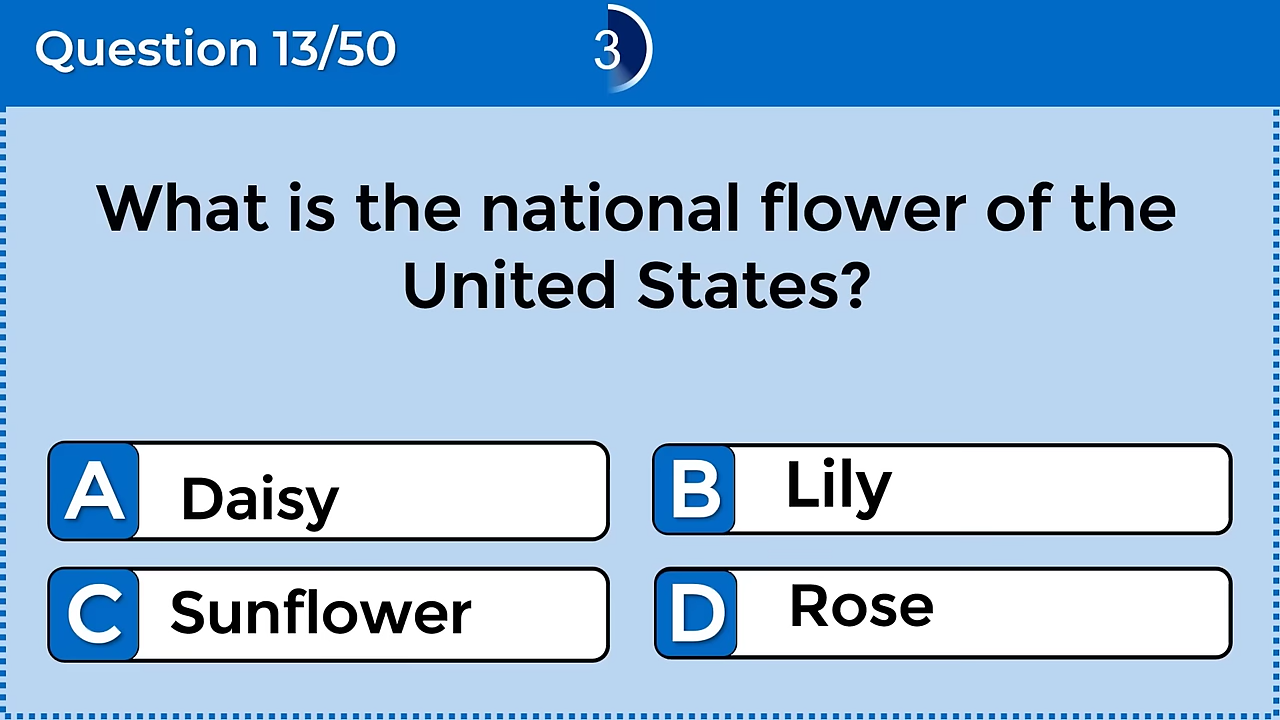 Question 13/50
3
What is the national flower of the
United States?
A Daisy
B Lily
C Sunflower
D Rose